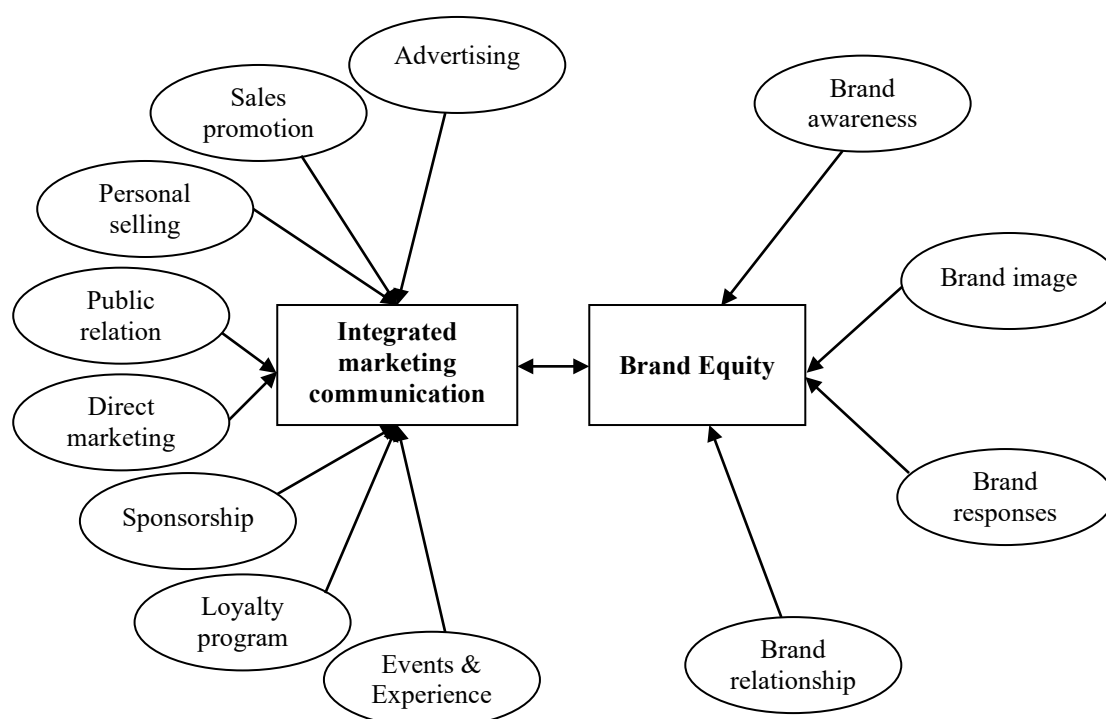 Advertising
Sales
promotion
Personal
selling
Public
relation
Direct
marketing
Sponsorship
Loyalty
program
Events &
Experience
Integrated
marketing
communication
Brand Equity
Brand
awareness
Brand image
Brand
responses
Brand
relationship